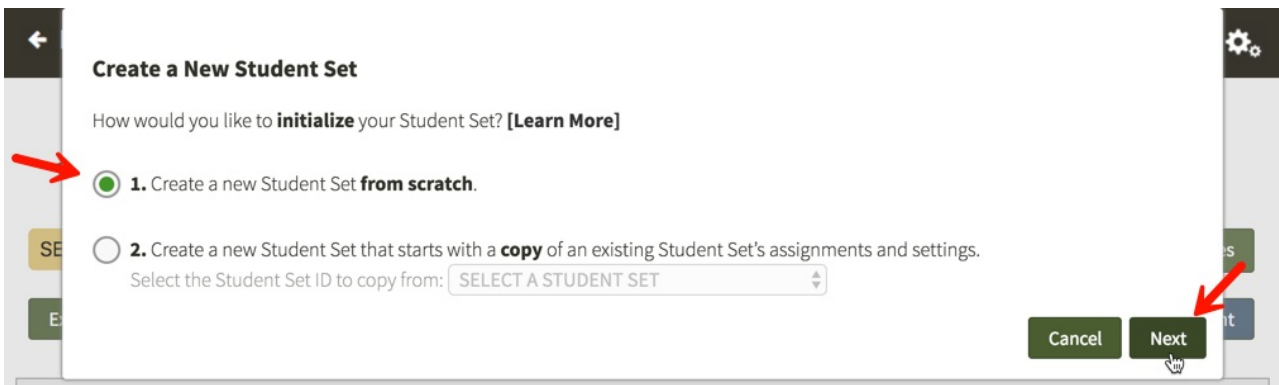 Create a New Student Set
How would you like to initialize your Student Set? [Learn More]
1. Create a new Student Set from scratch.
2. Create a new Student Set that starts with a copy of an existing Student Set's assignments and settings.
Select the Student Set ID to copy from: SELECT A STUDENT SET
Cancel Next